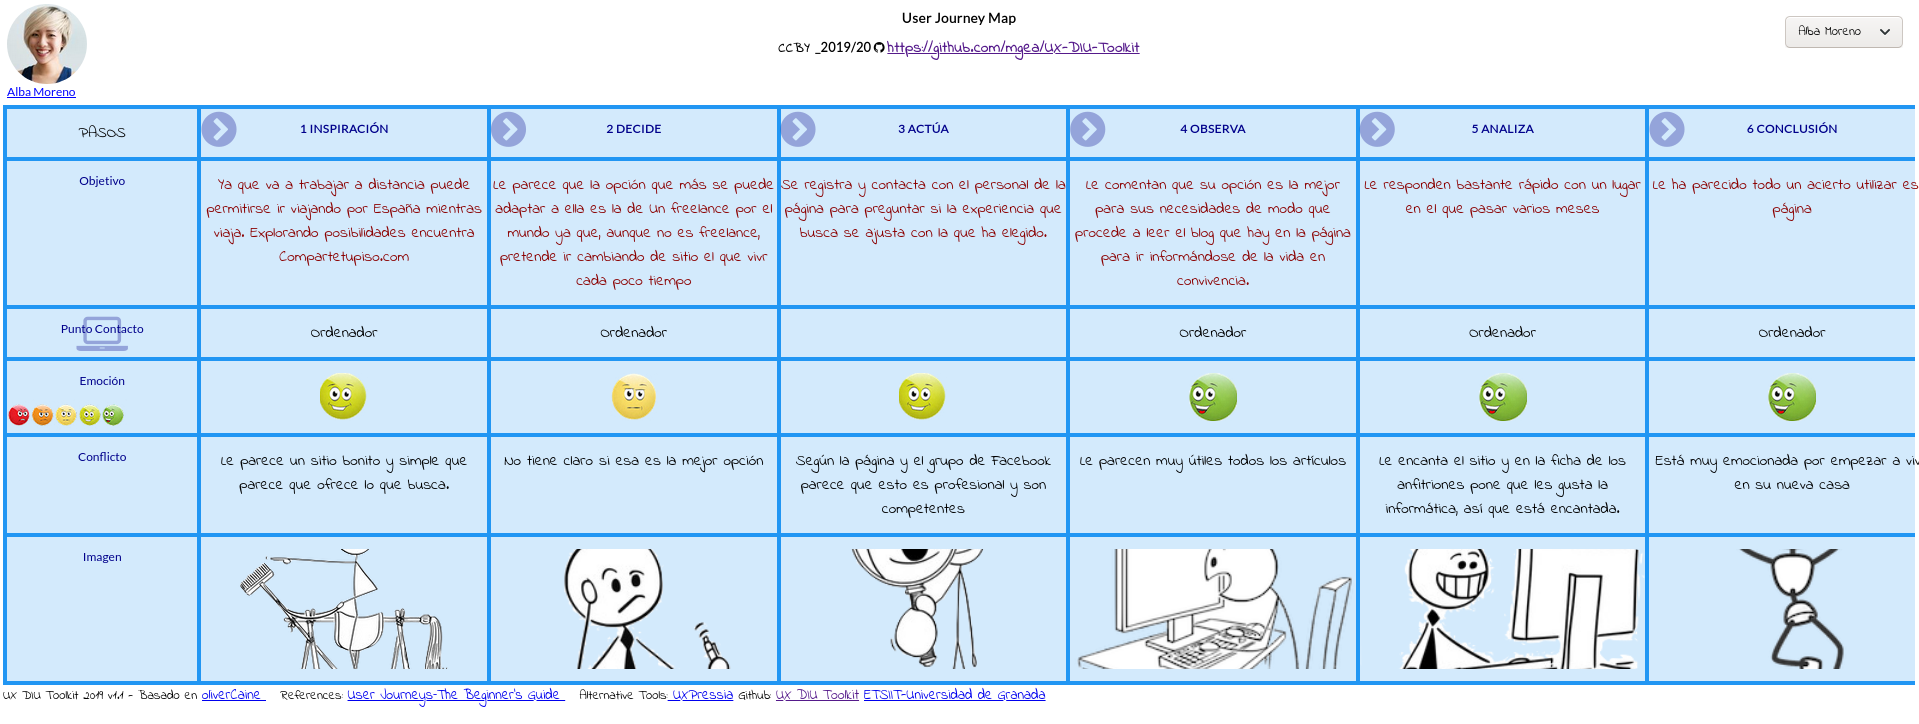 User Journey Map
CCBY _2019/20 https://github.com/mgea/UX-DIU-Toolkit
Alba Moreno
Alba Moreno
PASOS
1 INSPIRACIÓN
2 DECIDE
3 ACTÚA
4 OBSERVA
5 ANALIZA
6 CONCLUSIÓN
Objetivo
Ya que va a trabajar a distancia puede
permitirse ir viajando por España mientras
viaja. Explorando posibilidades encuentra
Compartetupiso.com
Le parece que la opción que más se puede
adaptar a ella es la de Un freelance por el
mundo ya que, aunque no es freelance,
pretende ir cambiando de sitio el que vivr
cada poco tiempo
Se registra y contacta con el personal de la
página para preguntar si la experiencia que
busca se ajusta con la que ha elegido.
Le comentan que su opción es la mejor
para sus necesidades de modo que
procede a leer el blog que hay en la página
para ir informándose de la vida en
convivencia.
Le responden bastante rápido con un lugar
en el que pasar varios meses
Le ha parecido todo un acierto utilizar es
página
Punto Contacto
Ordenador
Ordenador
Ordenador
Ordenador
Ordenador
Emoción
Conflicto
Le parece un sitio bonito y simple que
parece que ofrece lo que busca.
No tiene claro si esa es la mejor opción
Según la página y el grupo de Facebook
parece que esto es profesional y son
competentes
Le parecen muy útiles todos los artículos
Le encanta el sitio y en la ficha de los
anfitriones pone que les gusta la
informática, así que está encantada.
Está muy emocionada por empezar a viv
en su nueva casa
Imagen
UX DIU Toolkit 2019 v1.1 - Basado en oliverCaine References: User Journeys-The Beginner's Guide Alternative Tools: UXPressia Github: UX DIU Toolkit ETSIIT-Universidad de Granada